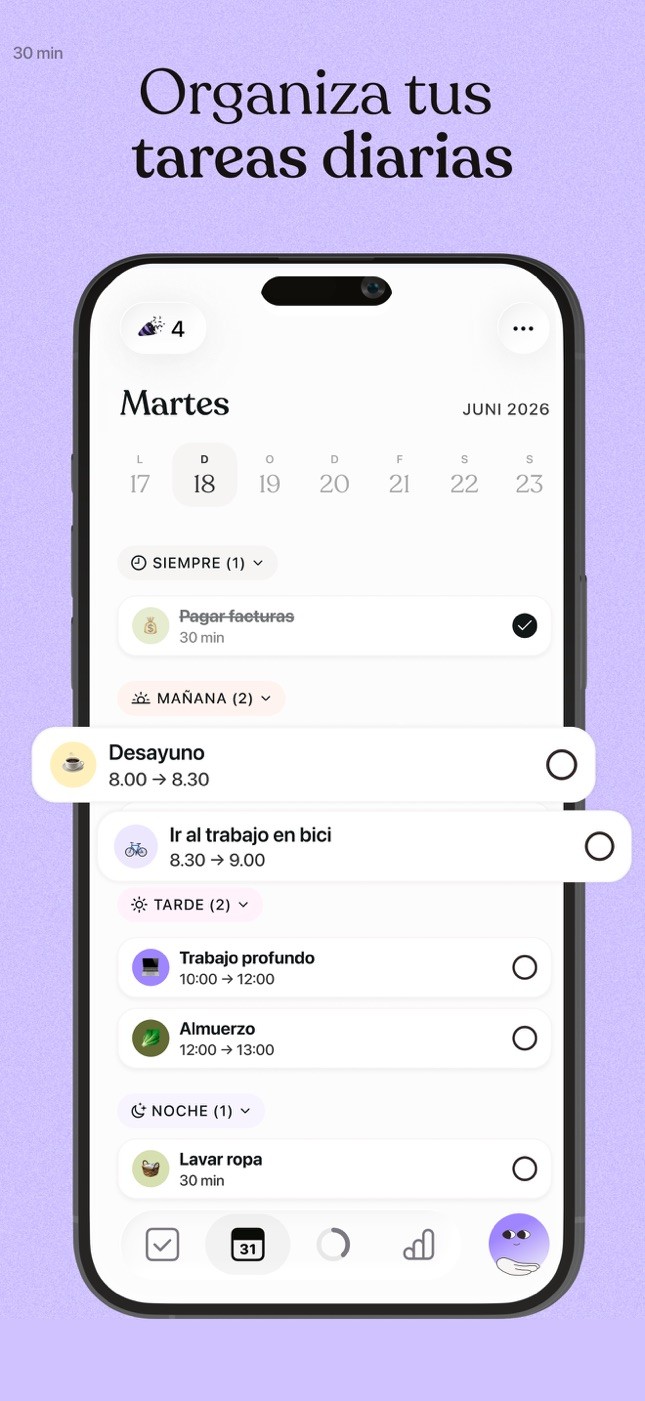 30 min
Organiza tus
tareas diarias
4
Martes
JUNI 2026
L D O D F S S
17 18 19 20 21 22 23
SIEMPRE (1)
Pagar facturas
30 min
MAÑANA (2)
Desayuno
8.00 → 8.30
Ir al trabajo en bici
8.30 → 9.00
TARDE (2)
Trabajo profundo
10:00 → 12:00
Almuerzo
12:00 → 13:00
NOCHE (1)
Lavar ropa
30 min
31